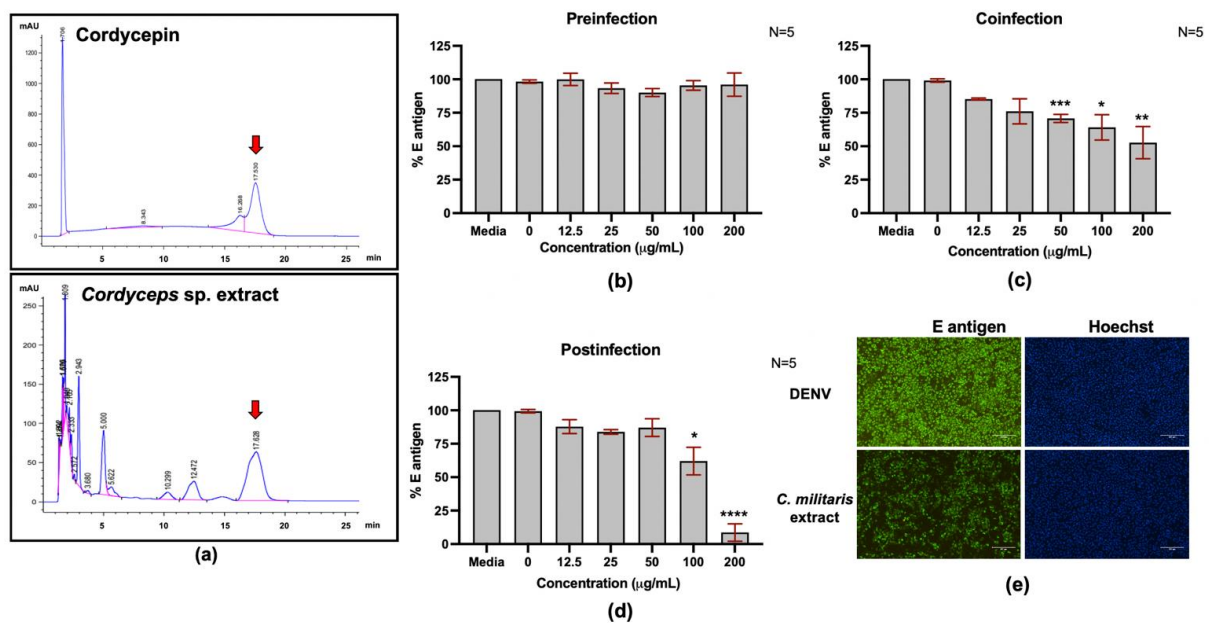 mAU
Cordycepin
1.706
1200
1000
800
600
400
200
0
8.343
16.268
17.530
5
10
15
20
25
min
mAU
Cordyceps sp. extract
250
200
150
100
50
0
1.609
2.333
2.572
2.943
3.680
5.000
5.622
10.299
12.472
17.628
5
10
15
20
25
min
(a)
Preinfection
N=5
% E antigen
125
100
75
50
25
0
Media 0 12.5 25 50 100 200
Concentration (μg/mL)
(b)
Coinfection
N=5
% E antigen
125
100
75
50
25
0
*** * **
Media 0 12.5 25 50 100 200
Concentration (μg/mL)
(c)
Postinfection
N=5
% E antigen
125
100
75
50
25
0
* ****
Media 0 12.5 25 50 100 200
Concentration (μg/mL)
(d)
E antigen Hoechst
DENV
C. militaris
extract
(e)